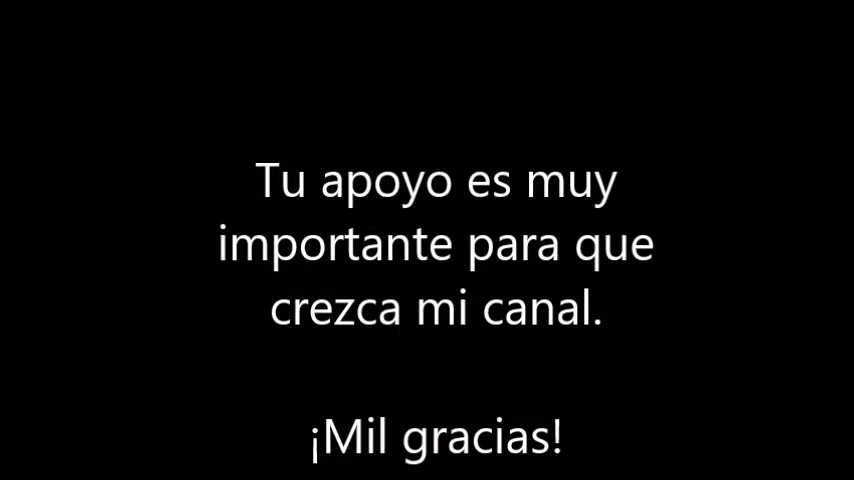 Tu apoyo es muy
importante para que
crezca mi canal.
¡Mil gracias!